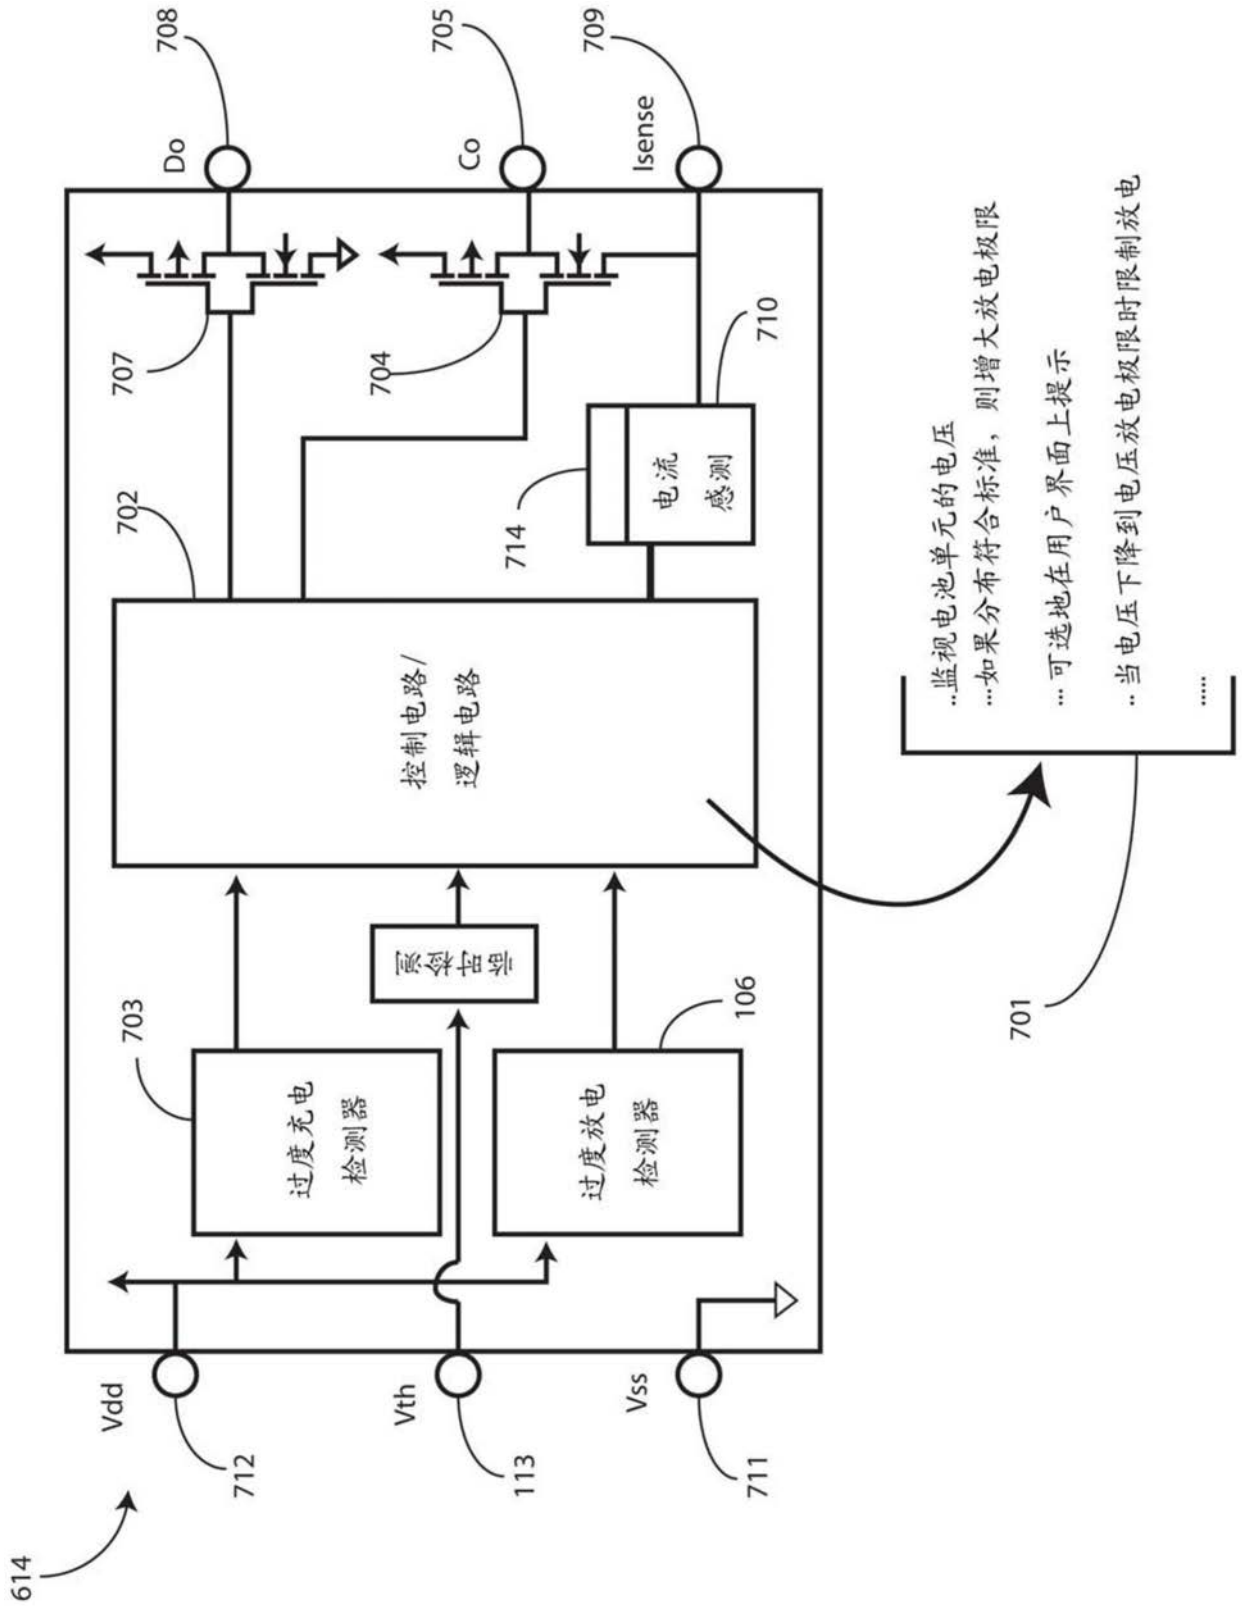 614
Vdd
712
Vth
113
Vss
711
703
过度充电
检测器
过度放电
检测器
106
临时检测
702
控制电路/
逻辑电路
707
704
714
电流
感测
710
Do
708
Co
705
Isense
709
701
...监视电池单元的电压
...如果分布符合标准，则增大放电极限
... 可选地在用户界面上提示
.. 当电压下降到电压放电极限时限制放电
.....